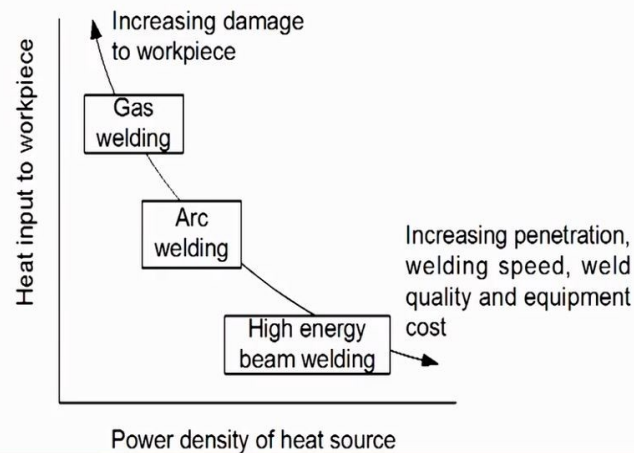 Increasing damage
to workpiece
Gas
welding
Arc
welding
High energy
beam welding
Increasing penetration,
welding speed, weld
quality and equipment
cost
Heat input to workpiece
Power density of heat source